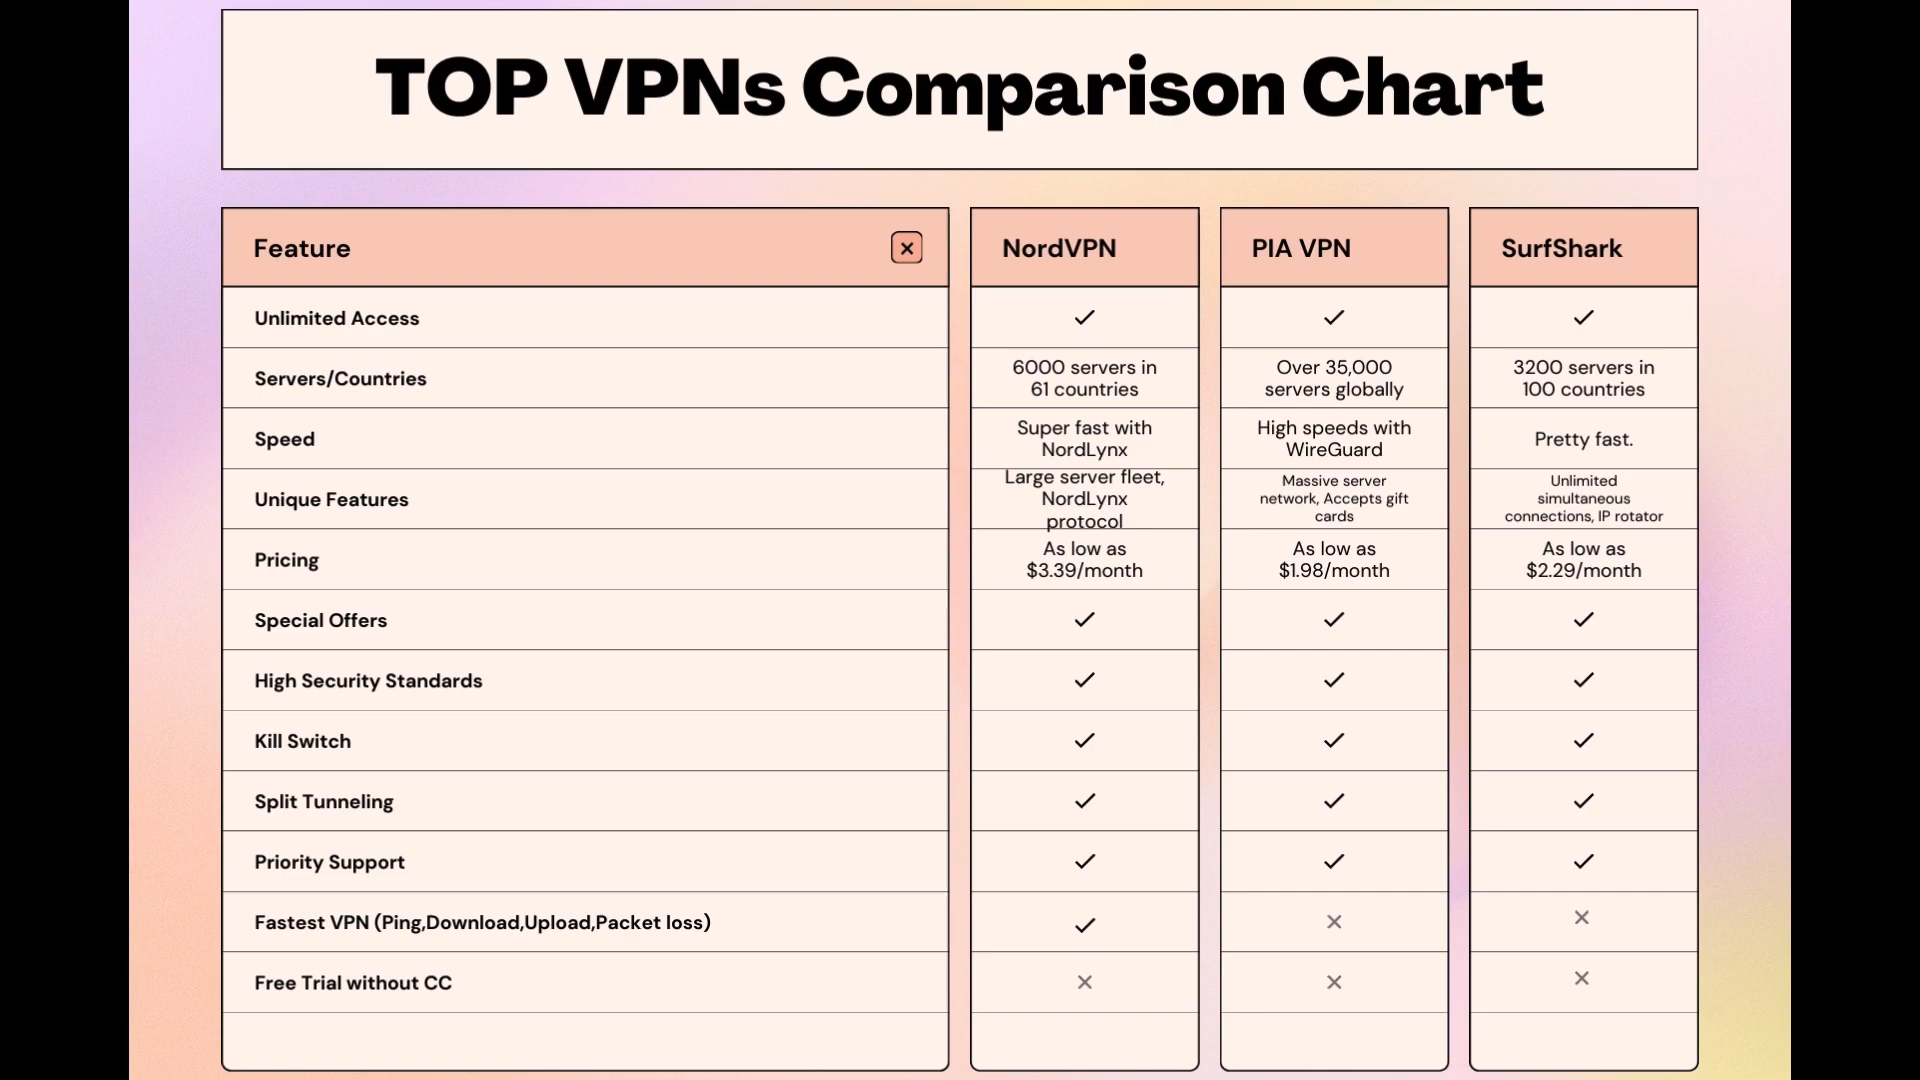 TOP VPNs Comparison Chart
Feature
NordVPN
PIA VPN
SurfShark
Unlimited Access
✓
✓
✓
Servers/Countries
6000 servers in
61 countries
Over 35,000
servers globally
3200 servers in
100 countries
Speed
Super fast with
NordLynx
High speeds with
WireGuard
Pretty fast.
Unique Features
Large server fleet,
NordLynx
protocol
Massive server
network, Accepts gift
cards
Unlimited
simultaneous
connections, IP rotator
Pricing
As low as
$3.39/month
As low as
$1.98/month
As low as
$2.29/month
Special Offers
✓
✓
✓
High Security Standards
✓
✓
✓
Kill Switch
✓
✓
✓
Split Tunneling
✓
✓
✓
Priority Support
✓
✓
✓
Fastest VPN (Ping,Download,Upload,Packet loss)
✓
✕
✕
Free Trial without CC
✕
✕
✕